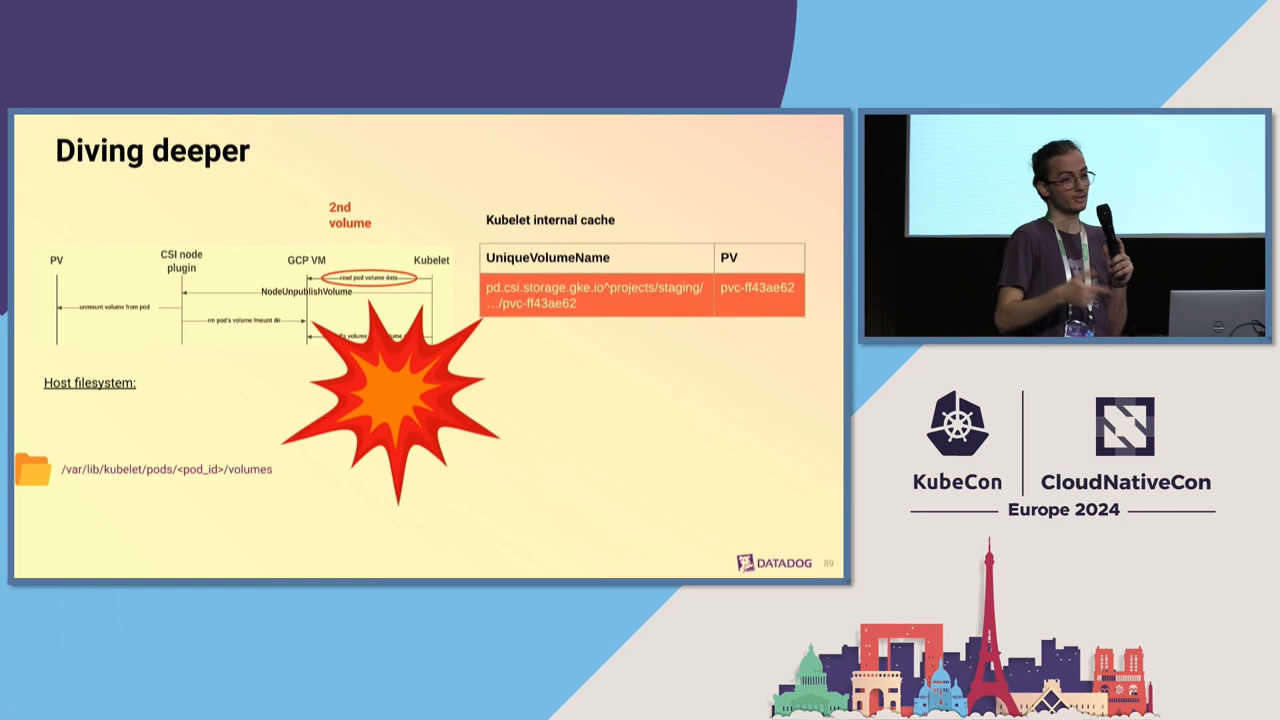 Diving deeper
2nd
volume
PV
CSI node
plugin
GCP VM
Kubelet
read pod volume data
NodeUnpublishVolume
unmount volume from pod
rm pod's volume /mount dir
volume
Kubelet internal cache
UniqueVolumeName
PV
pd.csi.storage.gke.io^projects/staging/
…/pvc-ff43ae62
pvc-ff43ae62
Host filesystem:
/var/lib/kubelet/pods/<pod_id>/volumes
DATADOG
89
KubeCon
CloudNativeCon
Europe 2024